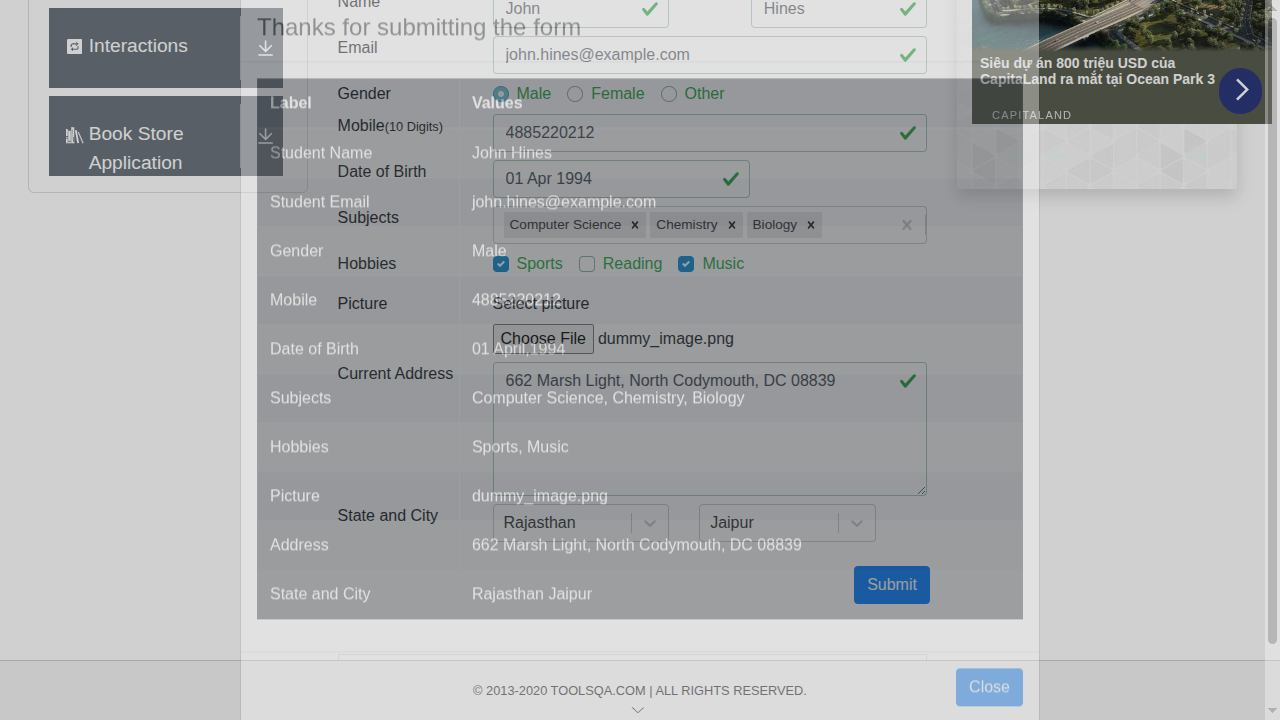 Interactions
Book Store
Application
Thanks for submitting the form
Name
John
Hines
Email
john.hines@example.com
Gender
Male
Female
Other
Mobile(10 Digits)
4885220212
Date of Birth
01 Apr 1994
Subjects
Computer Science
Chemistry
Biology
Hobbies
Sports
Reading
Music
Picture
Select picture
Choose File
dummy_image.png
Current Address
662 Marsh Light, North Codymouth, DC 08839
State and City
Rajasthan
Jaipur
Submit
Label Values
Student Name John Hines
Student Email john.hines@example.com
Gender Male
Mobile 4885220212
Date of Birth 01 April,1994
Subjects Computer Science, Chemistry, Biology
Hobbies Sports, Music
Picture dummy_image.png
Address 662 Marsh Light, North Codymouth, DC 08839
State and City Rajasthan Jaipur
Close
Siêu dự án 800 triệu USD của
CapitaLand ra mắt tại Ocean Park 3
CAPITALAND
© 2013-2020 TOOLSQA.COM | ALL RIGHTS RESERVED.